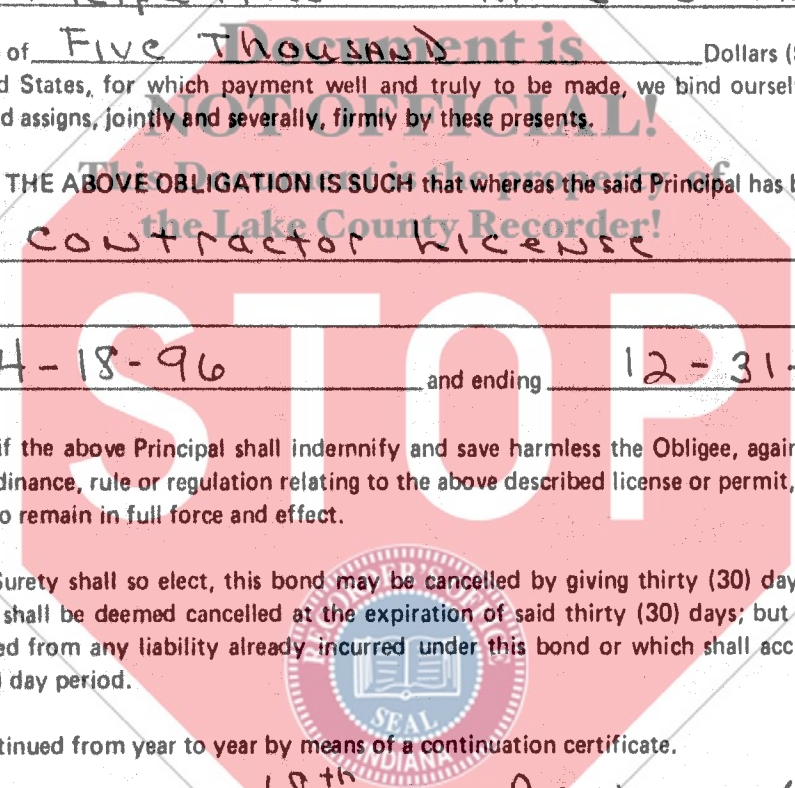 of Five Thousand Dollars (
d States, for which payment well and truly to be made, we bind oursel
d assigns, jointly and severally, firmly by these presents.
THE ABOVE OBLIGATION IS SUCH that whereas the said Principal has b
Contractor License
4-18-96 and ending 12-31-
if the above Principal shall indemnify and save harmless the Obligee, again
dinance, rule or regulation relating to the above described license or permit,
o remain in full force and effect.
Surety shall so elect, this bond may be cancelled by giving thirty (30) day
shall be deemed cancelled at the expiration of said thirty (30) days; but
ed from any liability already incurred under this bond or which shall acc
day period.
tinued from year to year by means of a continuation certificate.
18th
Document is
NOT OFFICIAL!
This Document is the property of
the Lake County Recorder!
STOP
RECORDER'S OFFICE
SEAL
INDIANA